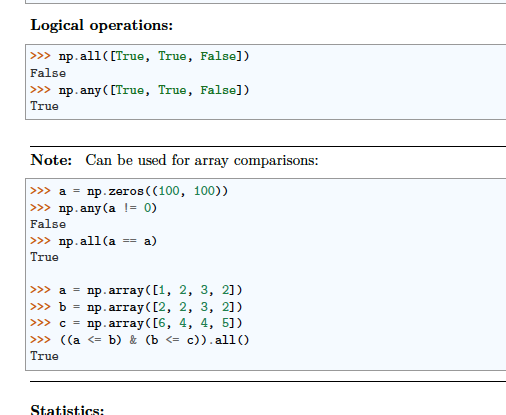 Logical operations:
>>> np.all([True, True, False])
False
>>> np.any([True, True, False])
True
Note: Can be used for array comparisons:
>>> a = np.zeros((100, 100))
>>> np.any(a != 0)
False
>>> np.all(a == a)
True
>>> a = np.array([1, 2, 3, 2])
>>> b = np.array([2, 2, 3, 2])
>>> c = np.array([6, 4, 4, 5])
>>> ((a <= b) & (b <= c)).all()
True
Statistics: